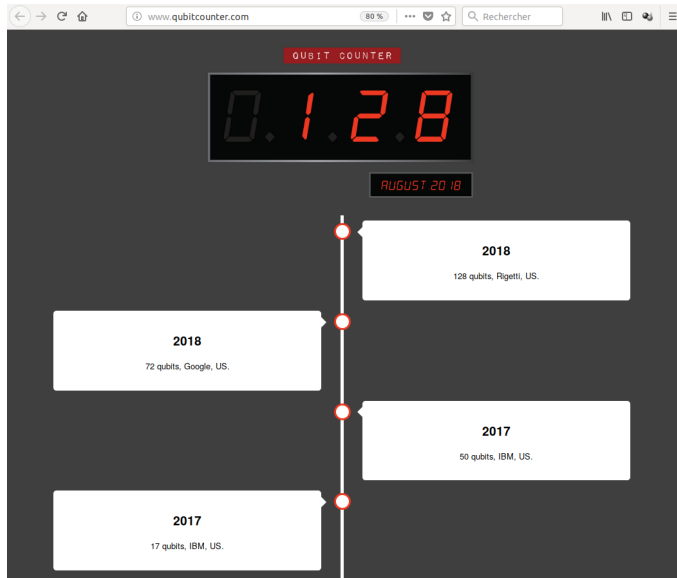 www.qubitcounter.com
80 %
Rechercher
QUBIT COUNTER
128
AUGUST 2018
2018
128 qubits, Rigetti, US.
2018
72 qubits, Google, US.
2017
50 qubits, IBM, US.
2017
17 qubits, IBM, US.